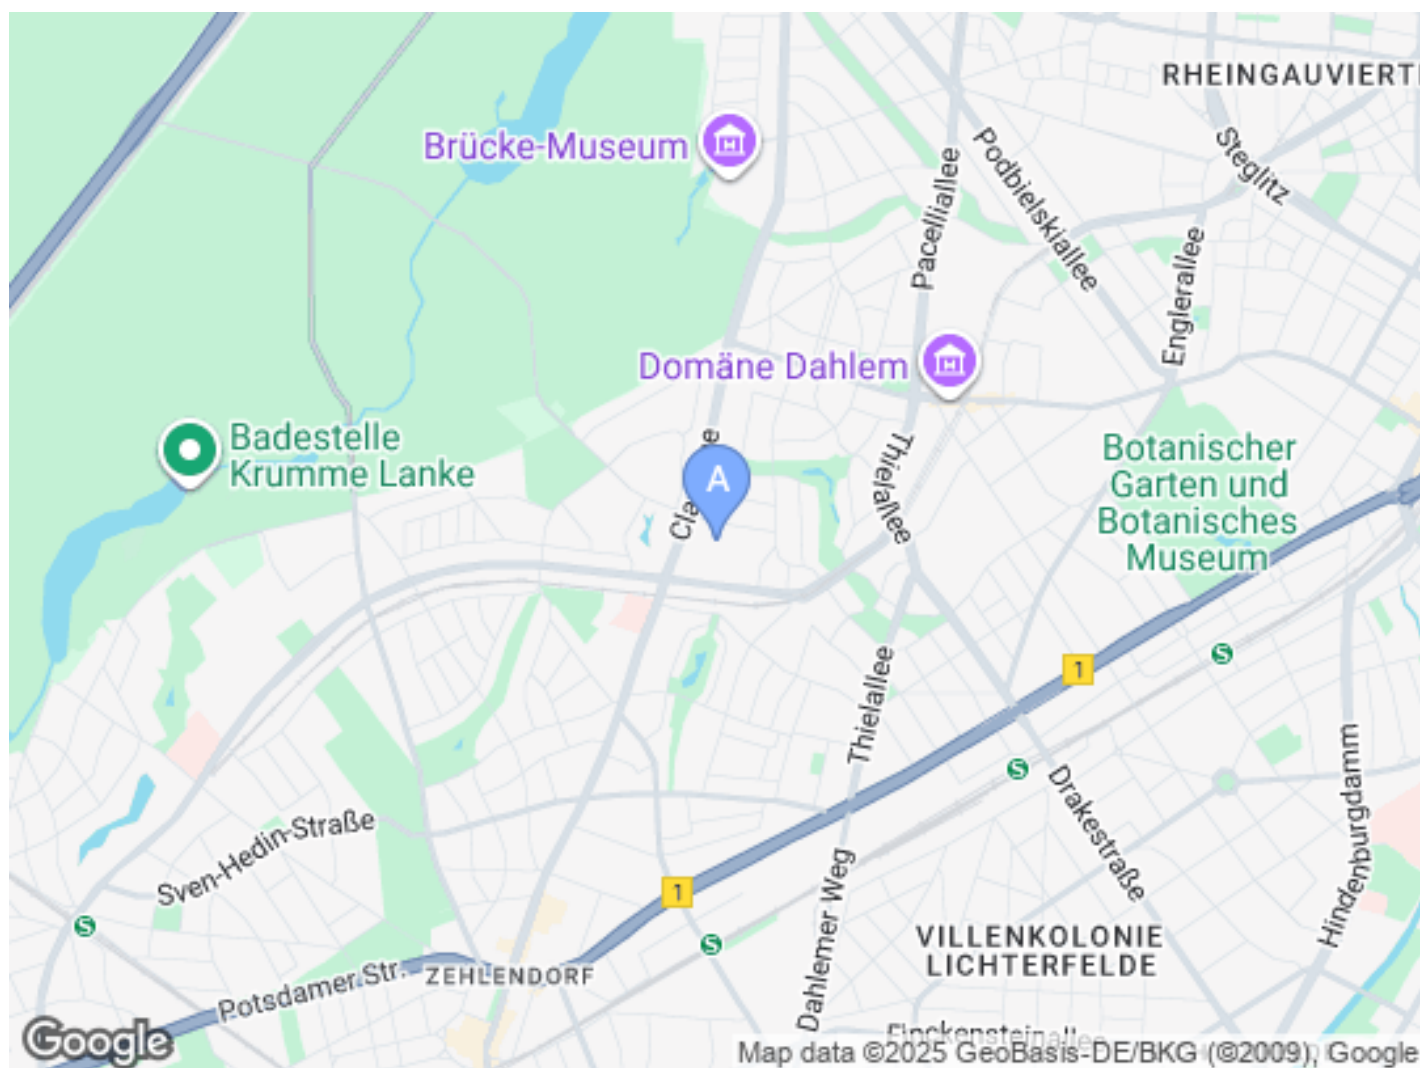 RHEINGAUVIERT
Brücke-Museum
Steglitz
Podbielskiallee
Pacelliallee
Englerallee
Domäne Dahlem
Badestelle
Krumme Lanke
A
Thielallee
Botanischer
Garten und
Botanisches
Museum
1
S
Thielallee
S
Drakestraße
Hindenburgdamm
Sven-Hedin-Straße
1
S
S
Dahlemer Weg
VILLENKOLONIE
LICHTERFELDE
ZEHLENDORF
Potsdamer Str.
Finckensteinallee
Google
Map data ©2025 GeoBasis-DE/BKG (©2009), Google